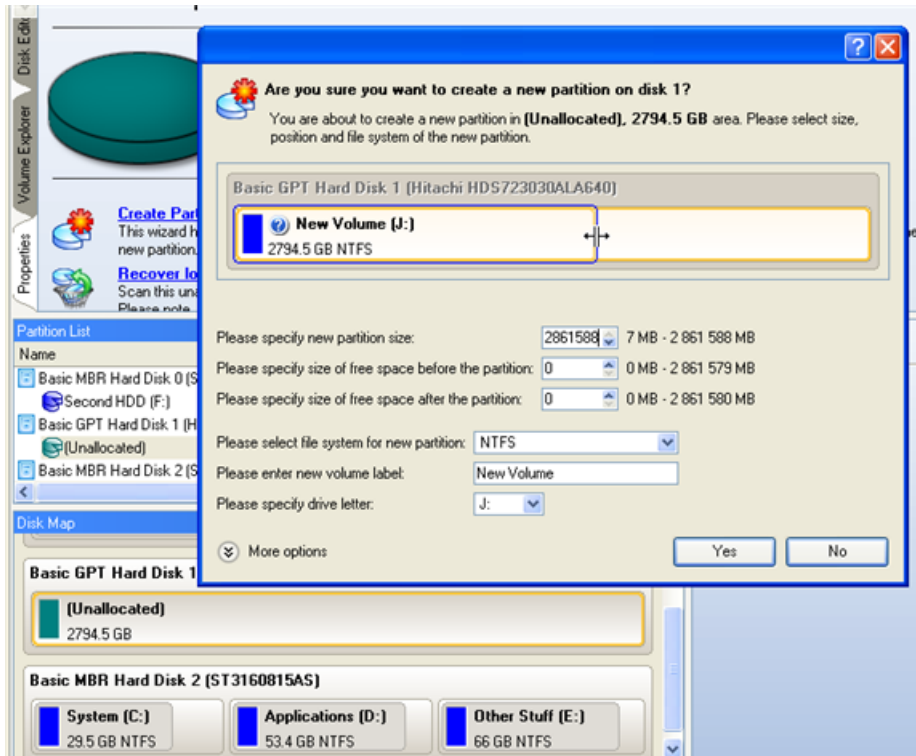 Disk Edit
Volume Explorer
Properties
Create Part
This wizard h
new partition.
Recover lo
Scan this una
Please note
Are you sure you want to create a new partition on disk 1?
You are about to create a new partition in (Unallocated), 2794.5 GB area. Please select size,
position and file system of the new partition.
Basic GPT Hard Disk 1 (Hitachi HDS723030ALA640)
New Volume (J:)
2794.5 GB NTFS
Please specify new partition size: 2861588 7 MB - 2 861 588 MB
Please specify size of free space before the partition: 0 0 MB - 2 861 579 MB
Please specify size of free space after the partition: 0 0 MB - 2 861 580 MB
Please select file system for new partition: NTFS
Please enter new volume label: New Volume
Please specify drive letter: J:
More options
Yes No
Partition List
Name
Basic MBR Hard Disk 0 (S
Second HDD (F:)
Basic GPT Hard Disk 1 (H
(Unallocated)
Basic MBR Hard Disk 2 (S
Disk Map
Basic GPT Hard Disk 1
(Unallocated)
2794.5 GB
Basic MBR Hard Disk 2 (ST3160815AS)
System (C:) Applications (D:) Other Stuff (E:)
29.5 GB NTFS 53.4 GB NTFS 66 GB NTFS